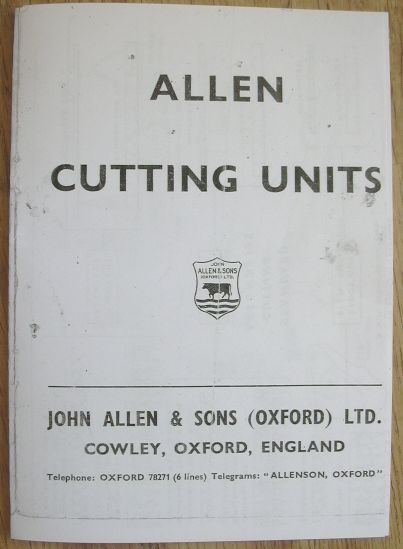 ALLEN
CUTTING UNITS
JOHN
ALLEN & SONS
(OXFORD) LTD.
JOHN ALLEN & SONS (OXFORD) LTD.
COWLEY, OXFORD, ENGLAND
Telephone: OXFORD 78271 (6 lines) Telegrams: "ALLENSON, OXFORD"